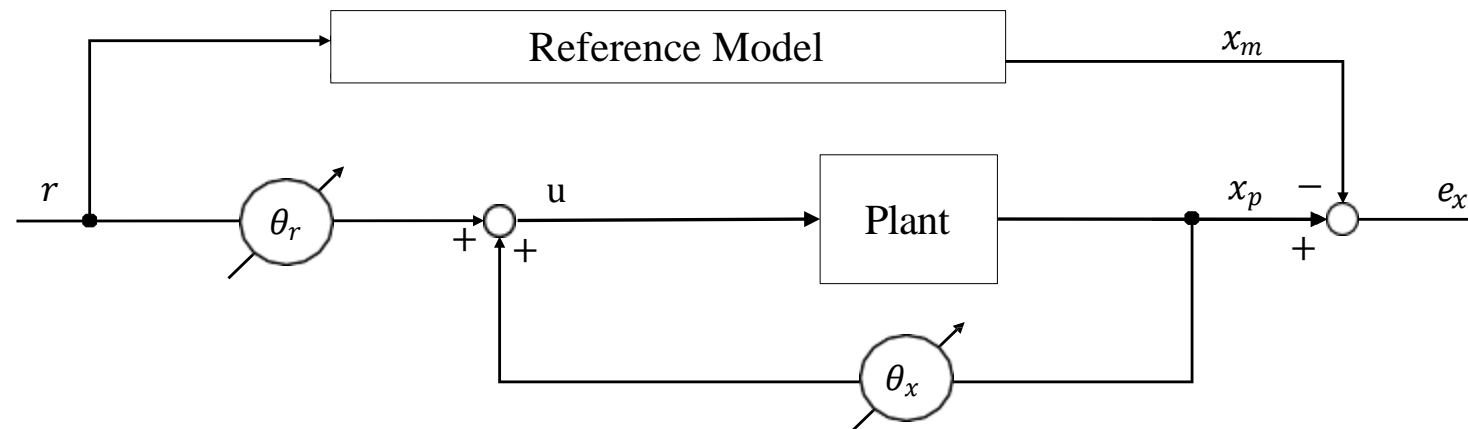 Reference Model
x_m
r
θ_r
+
+
u
Plant
x_p
−
+
e_x
θ_x